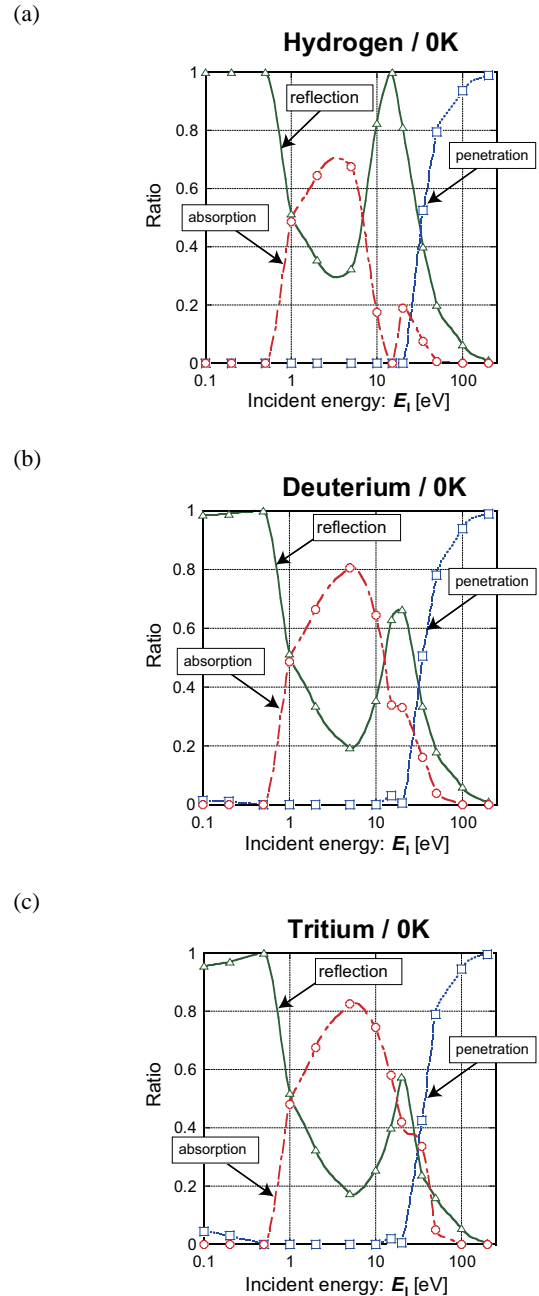 (a)
Hydrogen / 0K
1
0.8
0.6
0.4
0.2
0
Ratio
reflection
absorption
penetration
0.1
1
10
100
Incident energy: E_I [eV]
(b)
Deuterium / 0K
1
0.8
0.6
0.4
0.2
0
Ratio
reflection
absorption
penetration
0.1
1
10
100
Incident energy: E_I [eV]
(c)
Tritium / 0K
1
0.8
0.6
0.4
0.2
0
Ratio
reflection
absorption
penetration
0.1
1
10
100
Incident energy: E_I [eV]